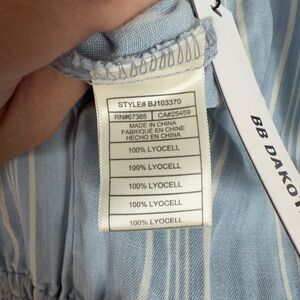 STYLE# BJ103370
RN#67365 CA#25459
MADE IN CHINA
FABRIQUÉ EN CHINE
HECHO EN CHINA
100% LYOCELL
100% LYOCELL
100% LYOCELL
100% LYOCELL
100% LYOCELL
BB DAKOT